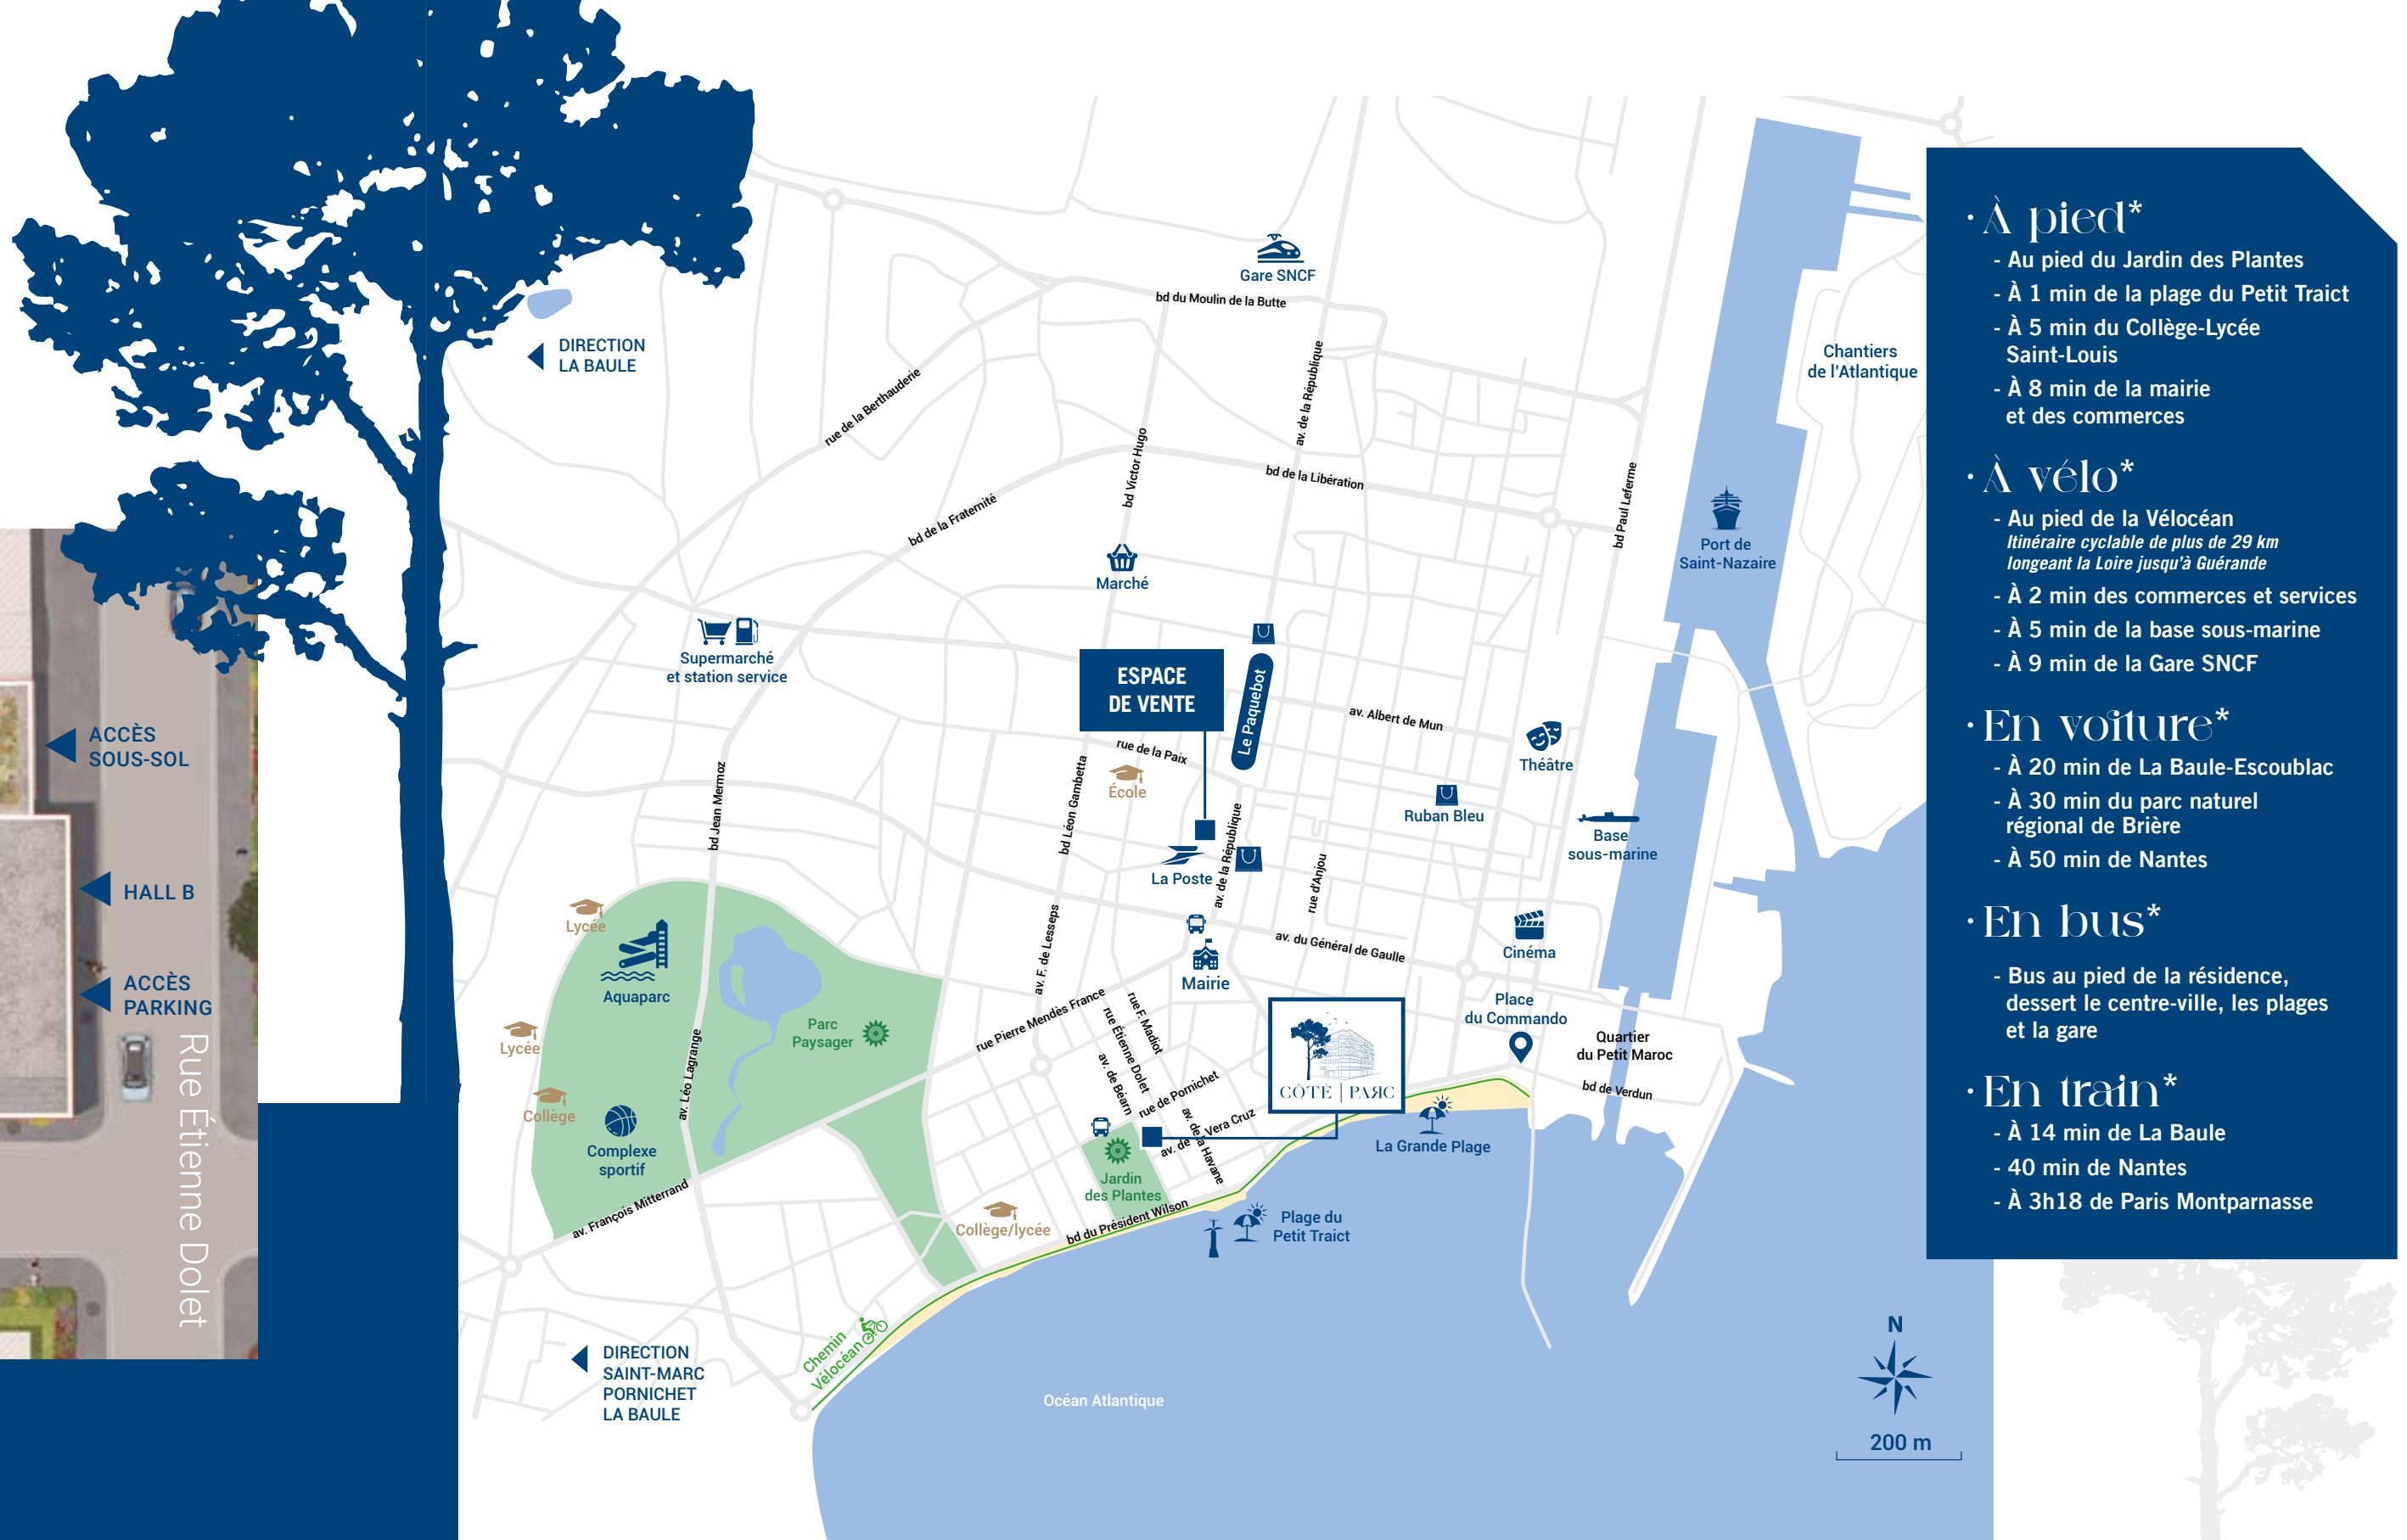 ACCÈS
SOUS-SOL
HALL B
ACCÈS
PARKING
Rue Étienne Dolet
DIRECTION
LA BAULE
Gare SNCF
bd du Moulin de la Butte
rue de la Berthauderie
av. de la République
bd Victor Hugo
bd de la Libération
bd de la Fraternité
bd Paul Leferme
Chantiers
de l'Atlantique
Port de
Saint-Nazaire
Marché
Supermarché
et station service
ESPACE
DE VENTE
Le Paquebot
av. Albert de Mun
rue de la Paix
École
Théâtre
Ruban Bleu
Base
sous-marine
bd Jean Mermoz
bd Léon Gambetta
La Poste
av. de la République
rue d'Anjou
Lycée
Aquaparc
av. F. de Lesseps
av. du Général de Gaulle
Cinéma
Mairie
Place
du Commando
Lycée
Parc
Paysager
rue Pierre Mendès France
rue F. Madiot
rue Étienne Dolet
av. de Béarn
Quartier
du Petit Maroc
bd de Verdun
CÔTÉ | PARC
Collège
av. Léo Lagrange
Complexe
sportif
rue de Pornichet
av. de la Vera Cruz
av. de la Havane
La Grande Plage
Jardin
des Plantes
av. François Mitterrand
Collège/lycée
bd du Président Wilson
Plage du
Petit Traict
Chemin
Vélocéan
DIRECTION
SAINT-MARC
PORNICHET
LA BAULE
Océan Atlantique
N
200 m
· À pied*
- Au pied du Jardin des Plantes
- À 1 min de la plage du Petit Traict
- À 5 min du Collège-Lycée
Saint-Louis
- À 8 min de la mairie
et des commerces
· À vélo*
- Au pied de la Vélocéan
Itinéraire cyclable de plus de 29 km
longeant la Loire jusqu'à Guérande
- À 2 min des commerces et services
- À 5 min de la base sous-marine
- À 9 min de la Gare SNCF
· En voiture*
- À 20 min de La Baule-Escoublac
- À 30 min du parc naturel
régional de Brière
- À 50 min de Nantes
· En bus*
- Bus au pied de la résidence,
dessert le centre-ville, les plages
et la gare
· En train*
- À 14 min de La Baule
- 40 min de Nantes
- À 3h18 de Paris Montparnasse